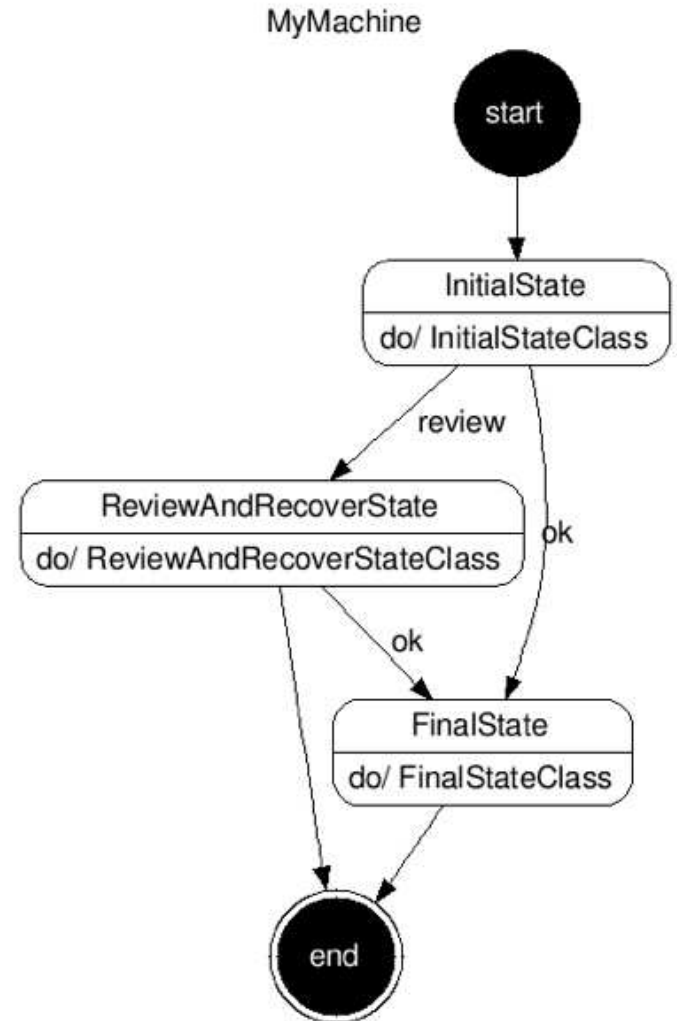 MyMachine
start
InitialState
do/ InitialStateClass
review
ReviewAndRecoverState
do/ ReviewAndRecoverStateClass
ok
ok
FinalState
do/ FinalStateClass
end